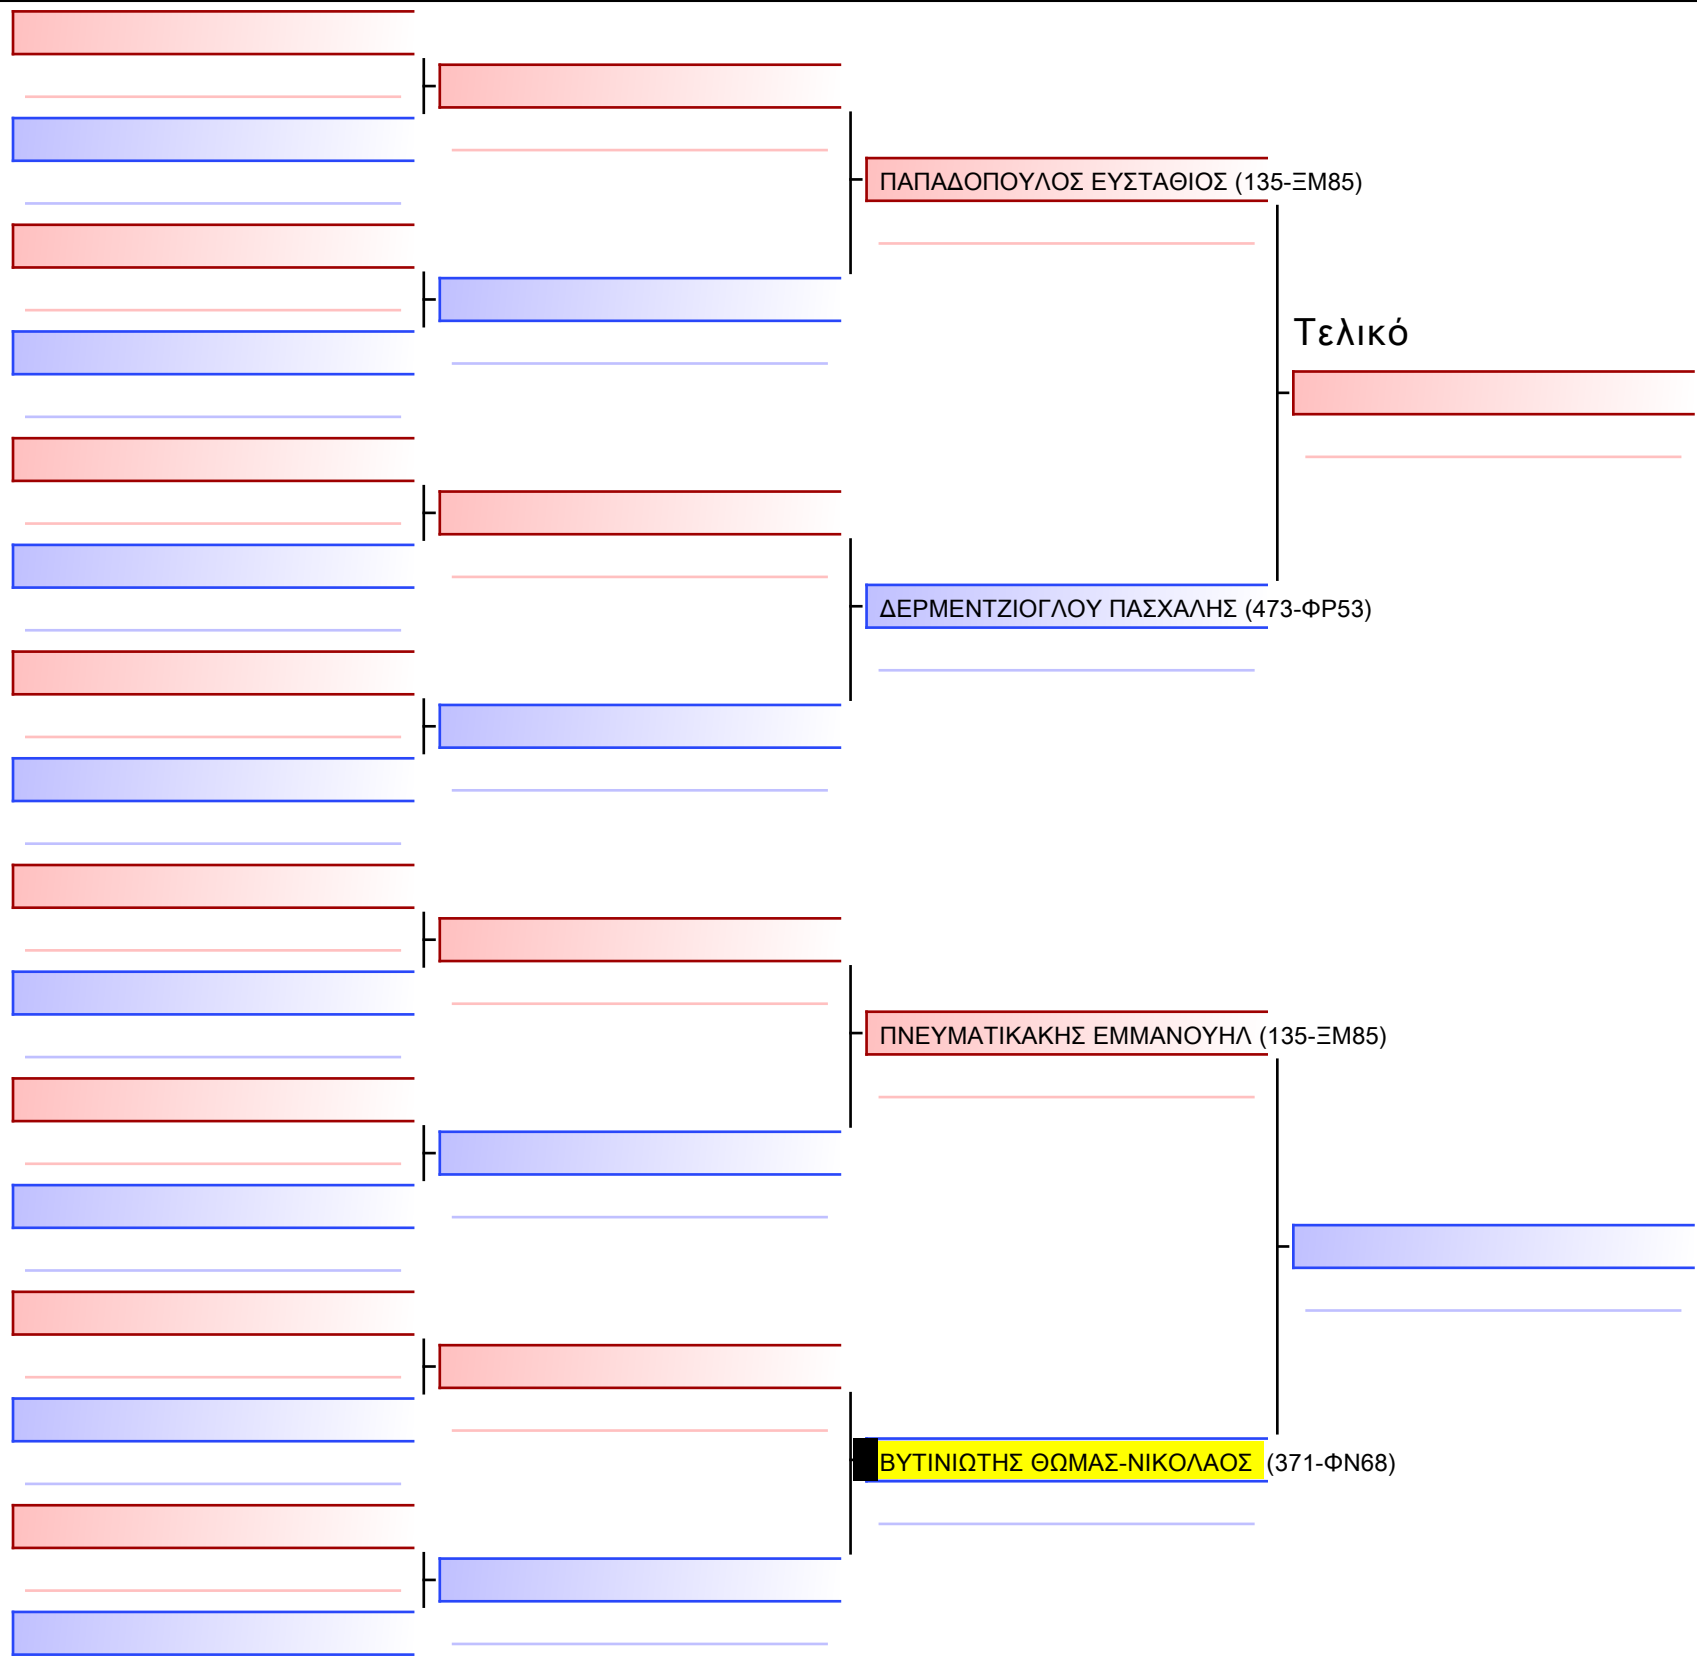 ΠΑΠΑΔΟΠΟΥΛΟΣ ΕΥΣΤΑΘΙΟΣ (135-ΞΜ85)
Τελικό
ΔΕΡΜΕΝΤΖΙΟΓΛΟΥ ΠΑΣΧΑΛΗΣ (473-ΦΡ53)
ΠΝΕΥΜΑΤΙΚΑΚΗΣ ΕΜΜΑΝΟΥΗΛ (135-ΞΜ85)
ΒΥΤΙΝΙΩΤΗΣ ΘΩΜΑΣ-ΝΙΚΟΛΑΟΣ (371-ΦΝ68)